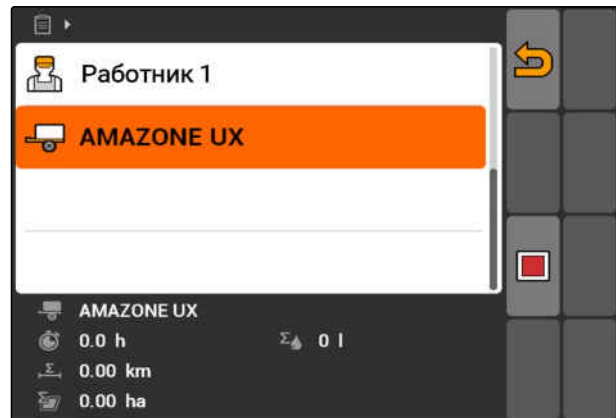 Работник 1
AMAZONE UX
AMAZONE UX
0.0 h Σ 0 l
Σ 0.00 km
Σ 0.00 ha